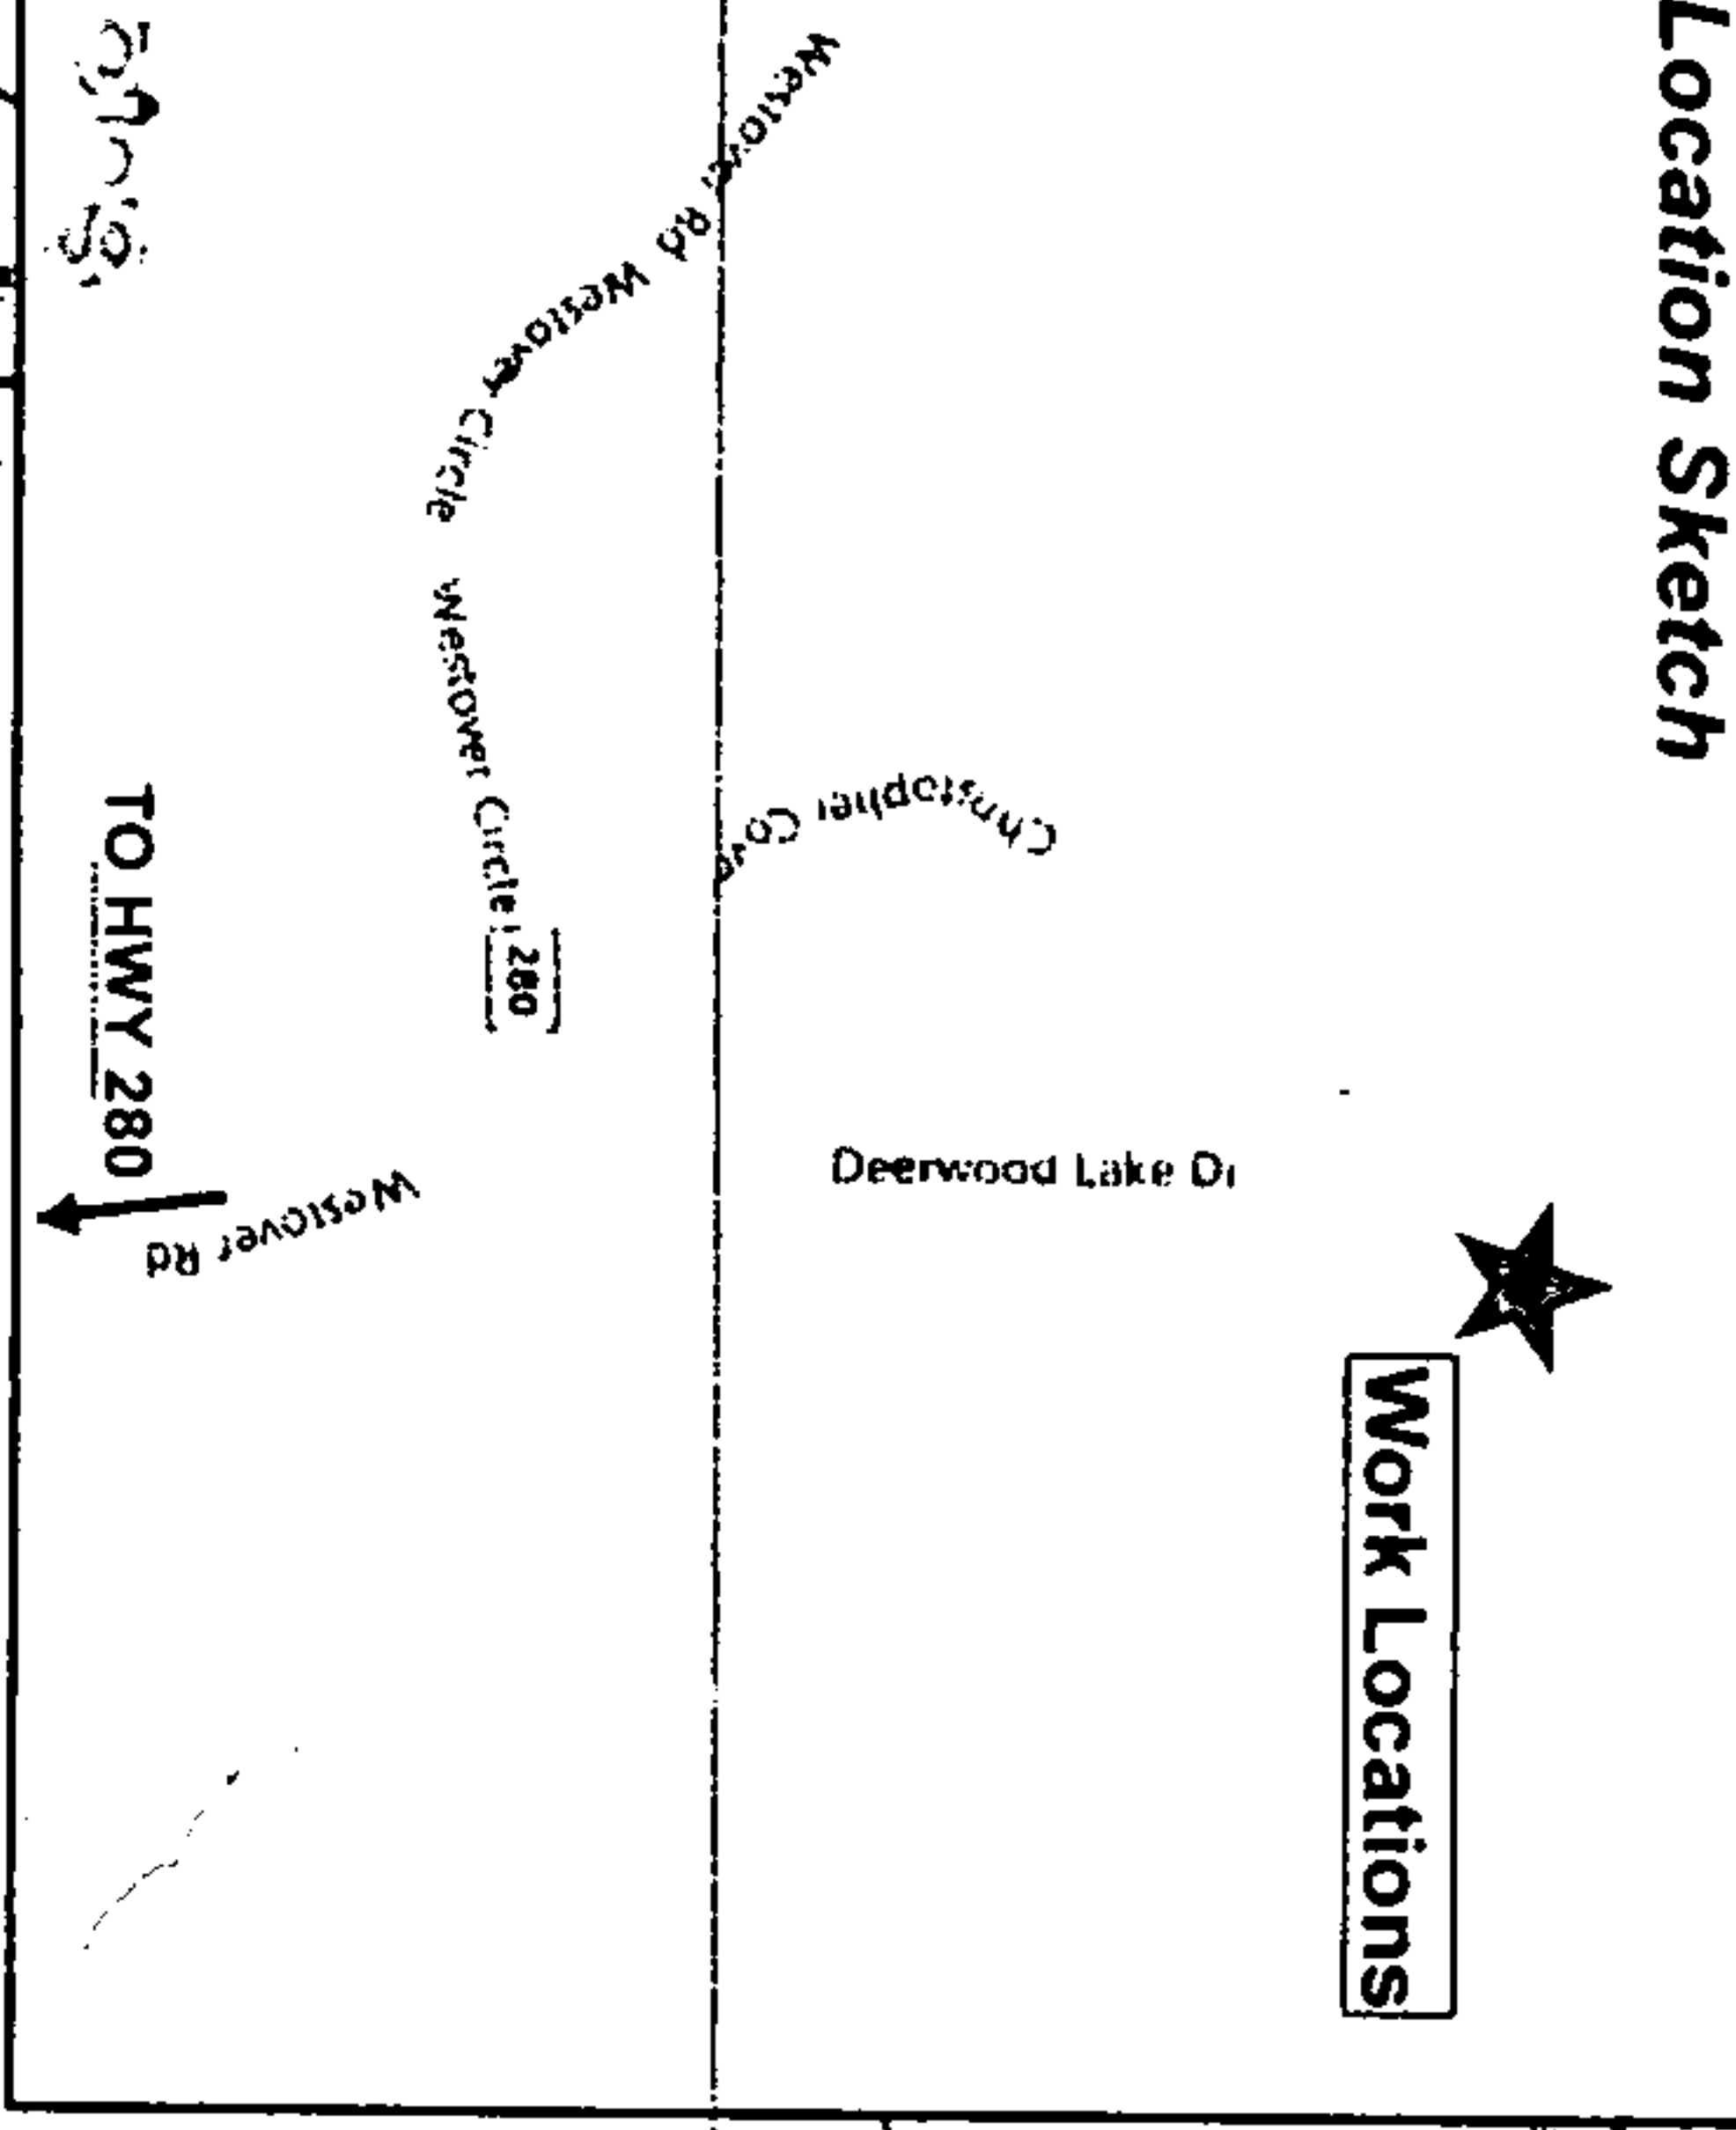 Location Sketch
Westover Rd
Westover Circle
Westover Circle
280
Christopher
Deerwood Lake Dr
TO HWY 280
Westover Rd
Work Locations